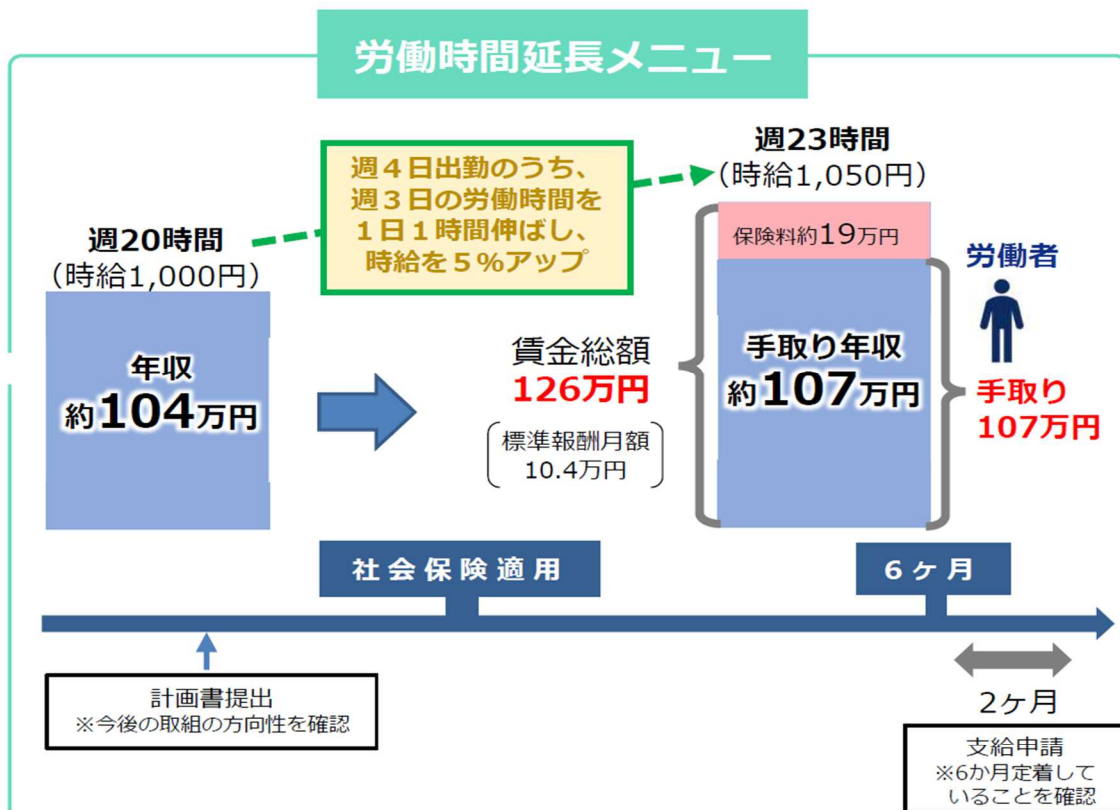 労働時間延長メニュー
週4日出勤のうち、
週3日の労働時間を
1日1時間伸ばし、
時給を5%アップ
週20時間
（時給1,000円）
年収
約104万円
週23時間
（時給1,050円）
保険料約19万円
手取り年収
約107万円
賃金総額
126万円
標準報酬月額
10.4万円
労働者
手取り
107万円
社会保険適用
6ヶ月
計画書提出
※今後の取組の方向性を確認
2ヶ月
支給申請
※6か月定着して
いることを確認